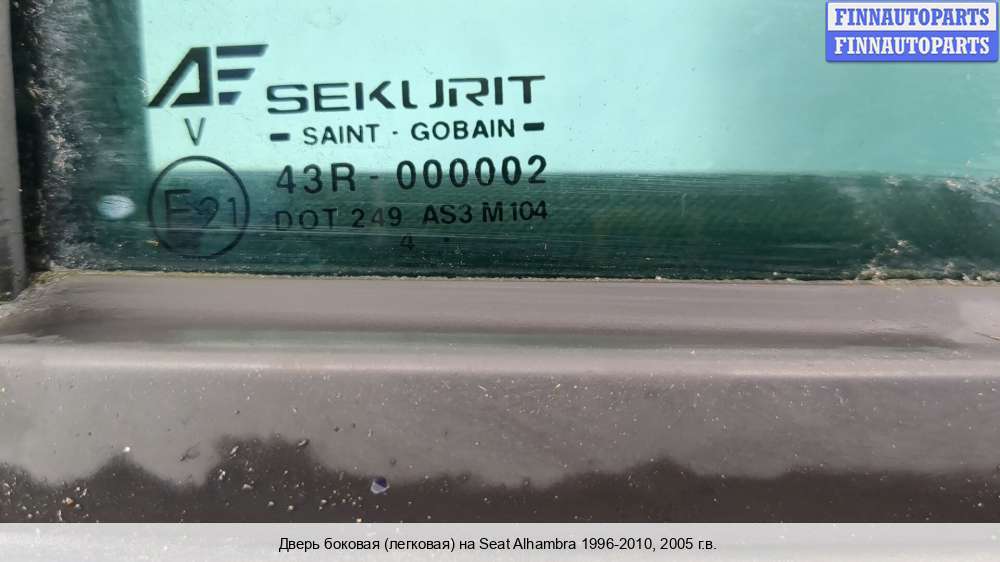 FINNAUTOPARTS
FINNAUTOPARTS
AE SEKURIT
V
SAINT - GOBAIN
43R - 000002
E21
DOT 249 AS3 M104
4 .
Дверь боковая (легковая) на Seat Alhambra 1996-2010, 2005 г.в.